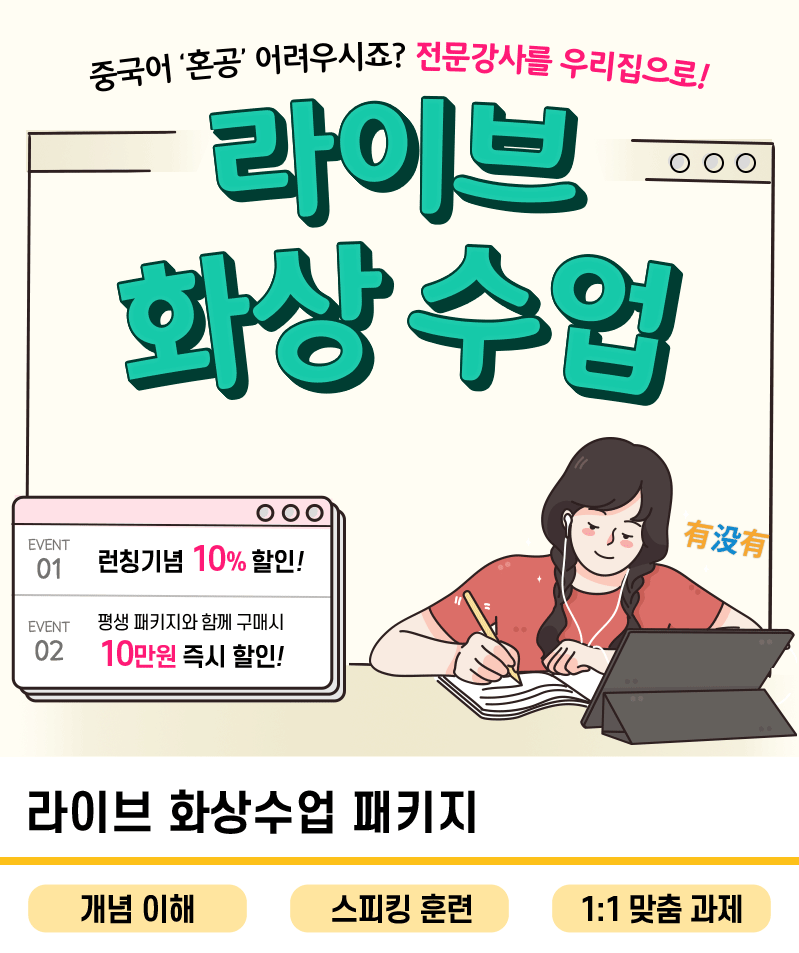 중국어 ‘혼공’ 어려우시죠? 전문강사를 우리집으로!
라이브
화상 수업
有没有
EVENT
01
런칭기념 10% 할인!
EVENT
02
평생 패키지와 함께 구매시
10만원 즉시 할인!
라이브 화상수업 패키지
개념 이해
스피킹 훈련
1:1 맞춤 과제